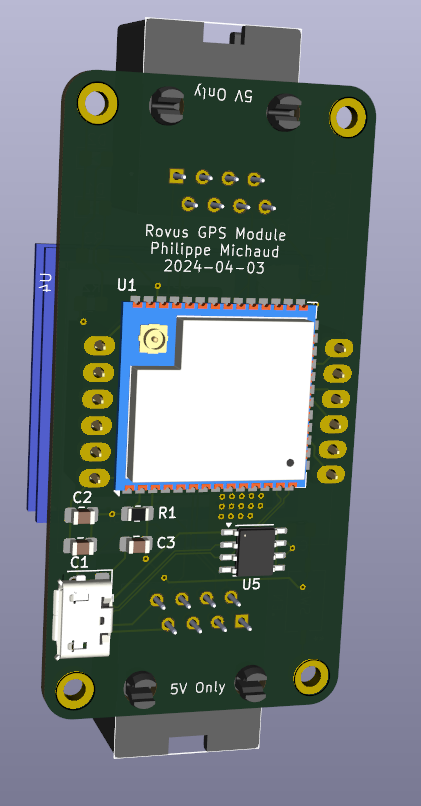 5V Only
Rovus GPS Module
Philippe Michaud
2024-04-03
U1
C2
R1
C1
C3
U5
5V Only